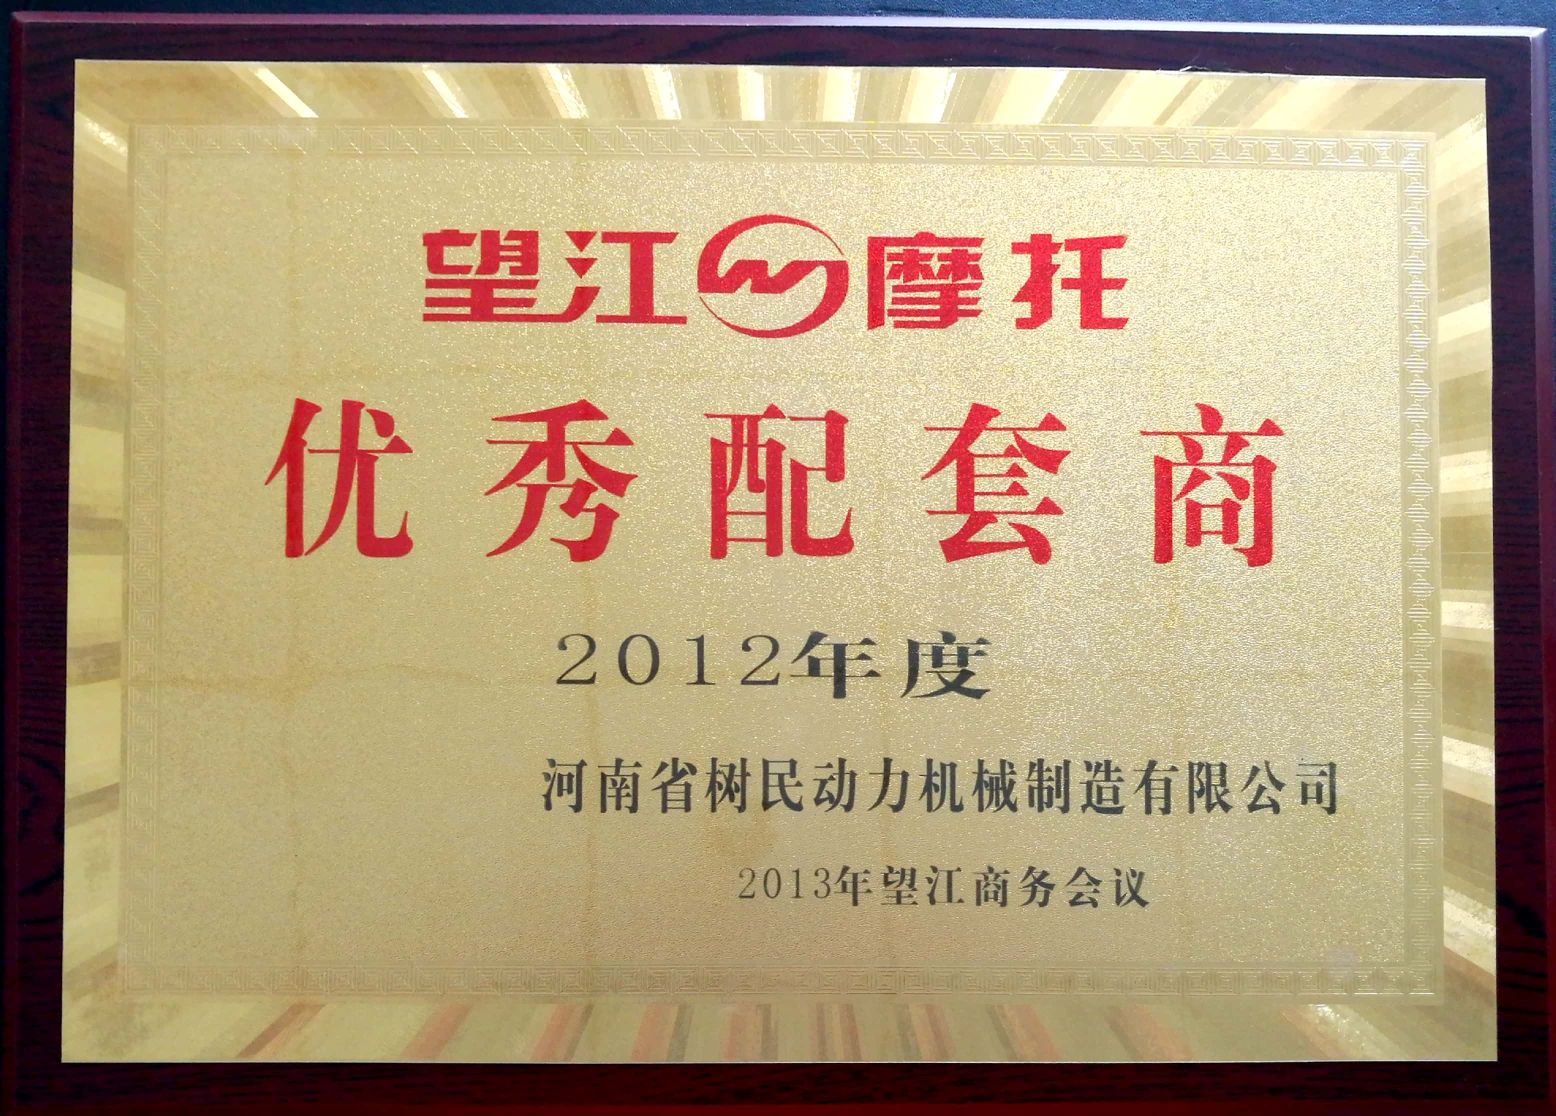 望江摩托
优秀配套商
2012年度
河南省树民动力机械制造有限公司
2013年望江商务会议